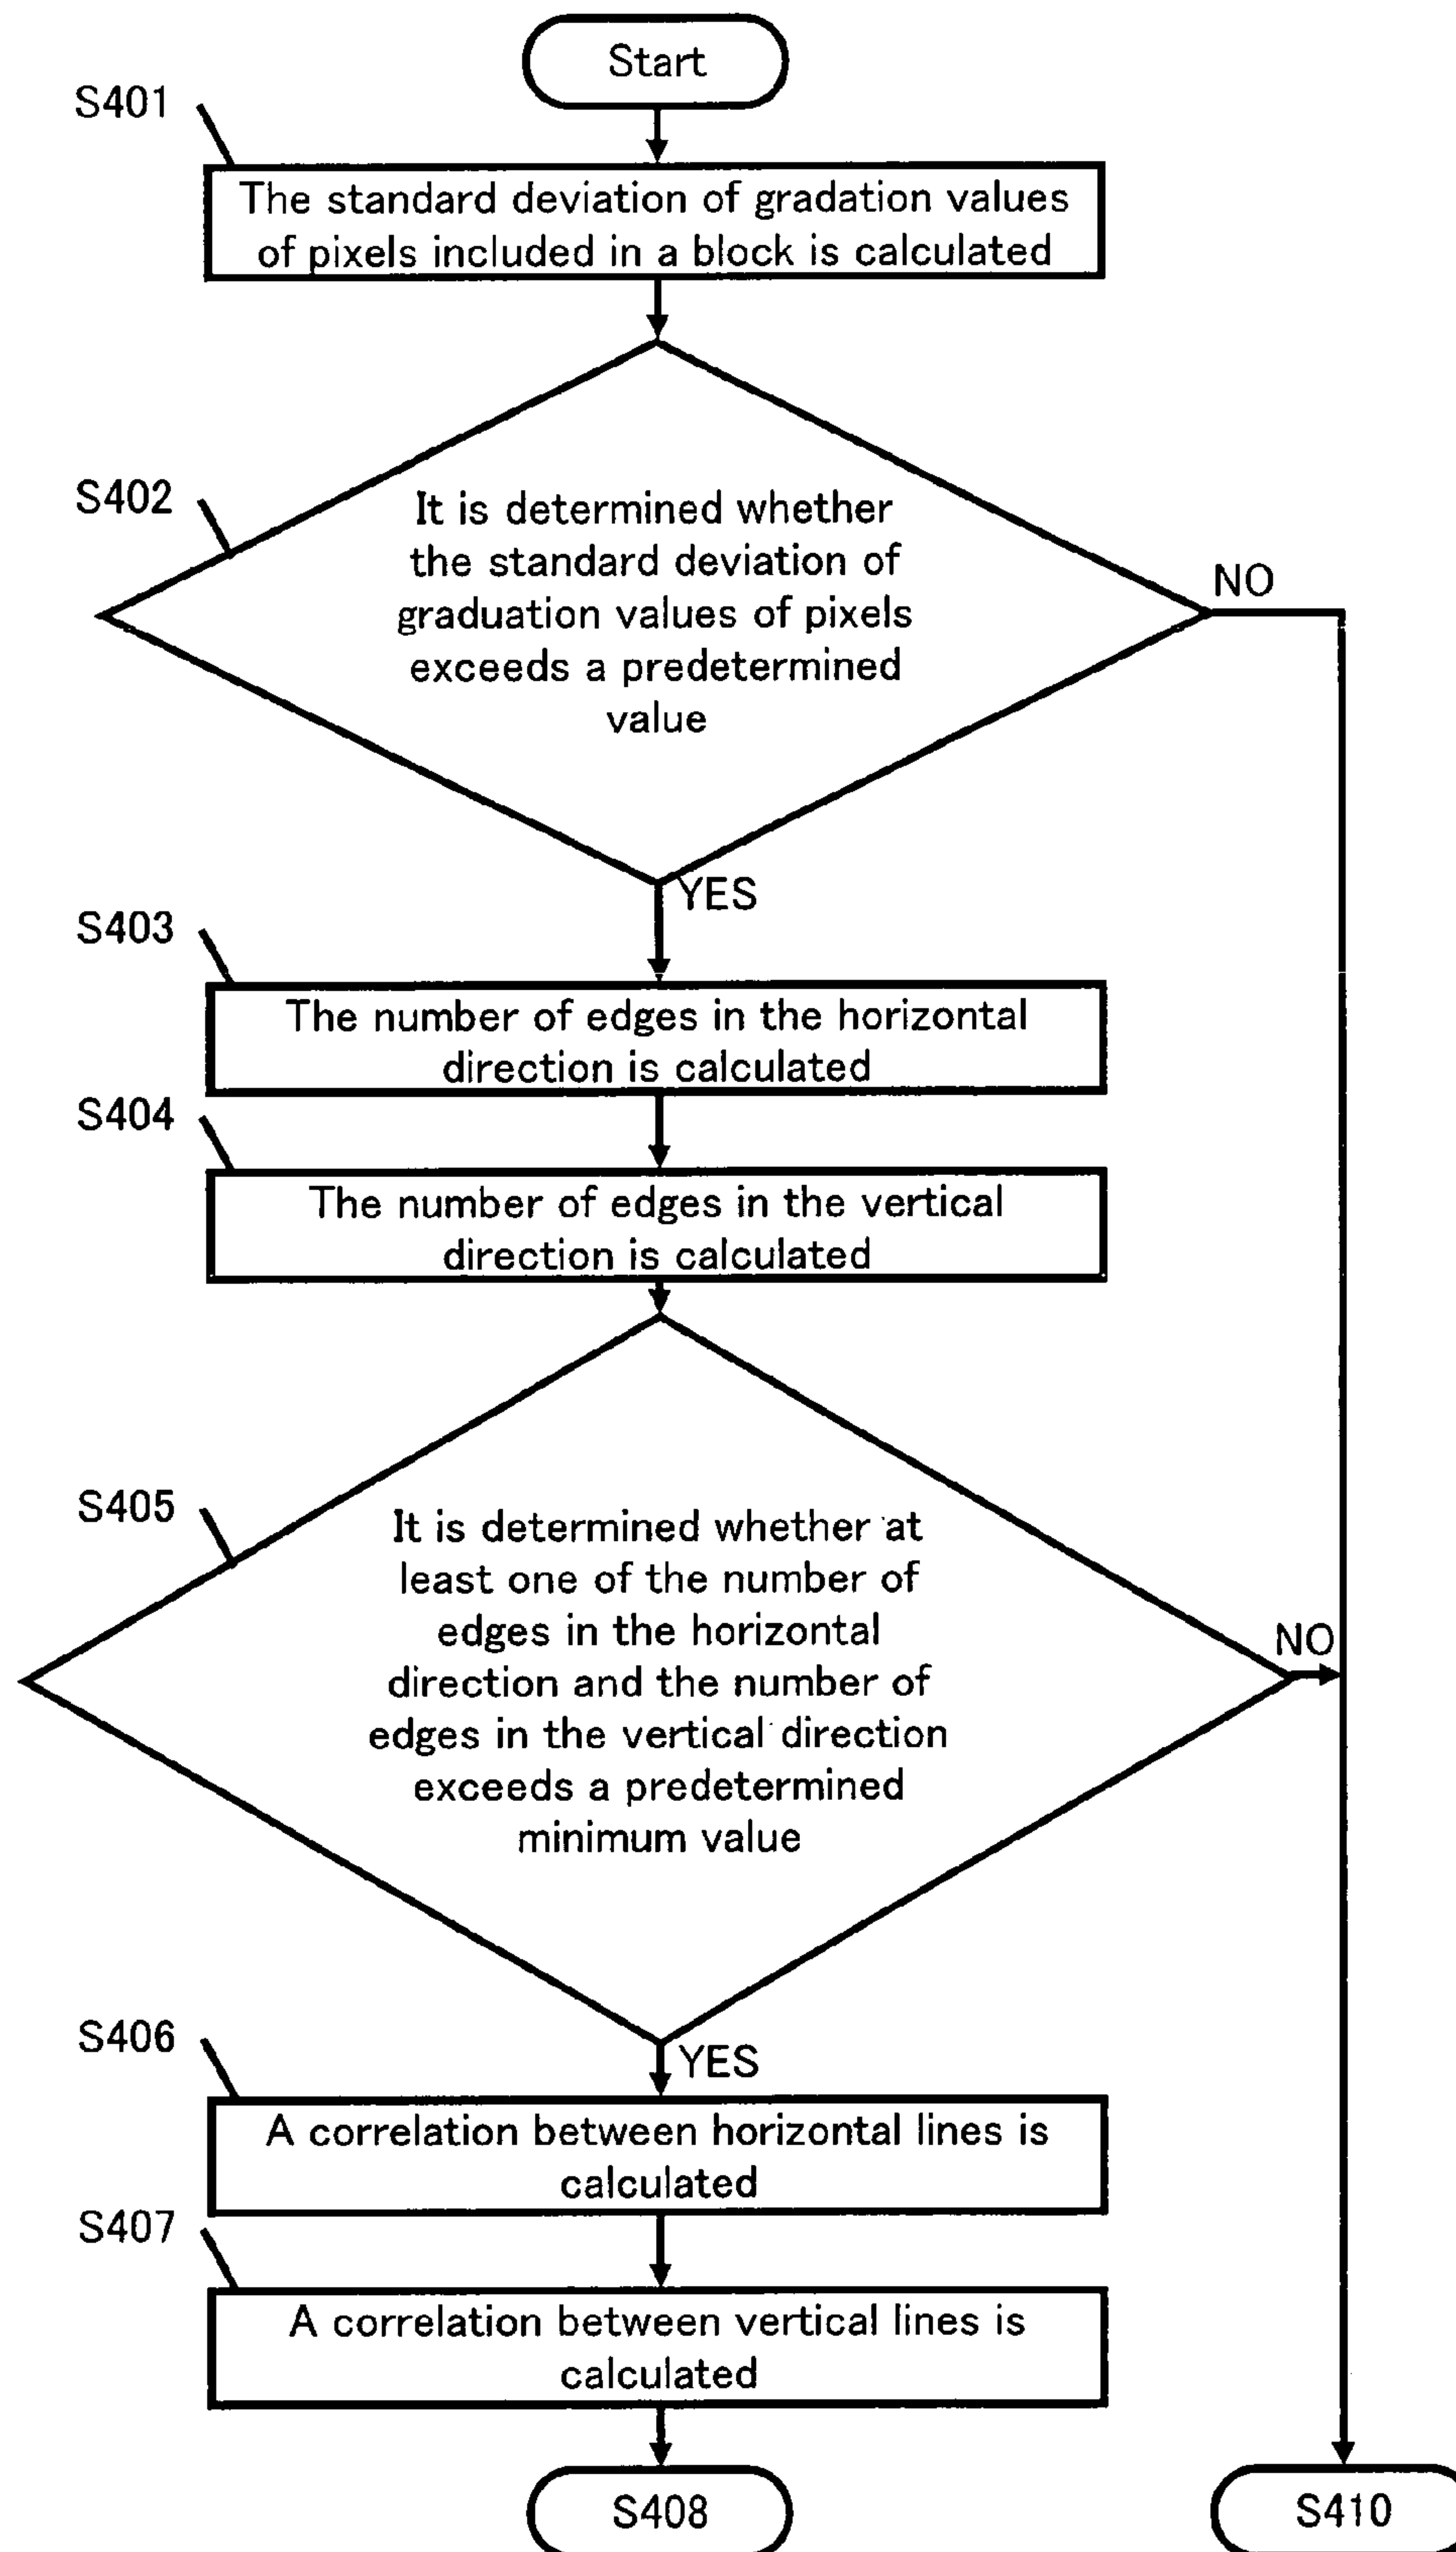 Start
S401
The standard deviation of gradation values
of pixels included in a block is calculated
S402
It is determined whether
the standard deviation of
graduation values of pixels
exceeds a predetermined
value
NO
YES
S403
The number of edges in the horizontal
direction is calculated
S404
The number of edges in the vertical
direction is calculated
S405
It is determined whether at
least one of the number of
edges in the horizontal
direction and the number of
edges in the vertical direction
exceeds a predetermined
minimum value
NO
YES
S406
A correlation between horizontal lines is
calculated
S407
A correlation between vertical lines is
calculated
S408
S410